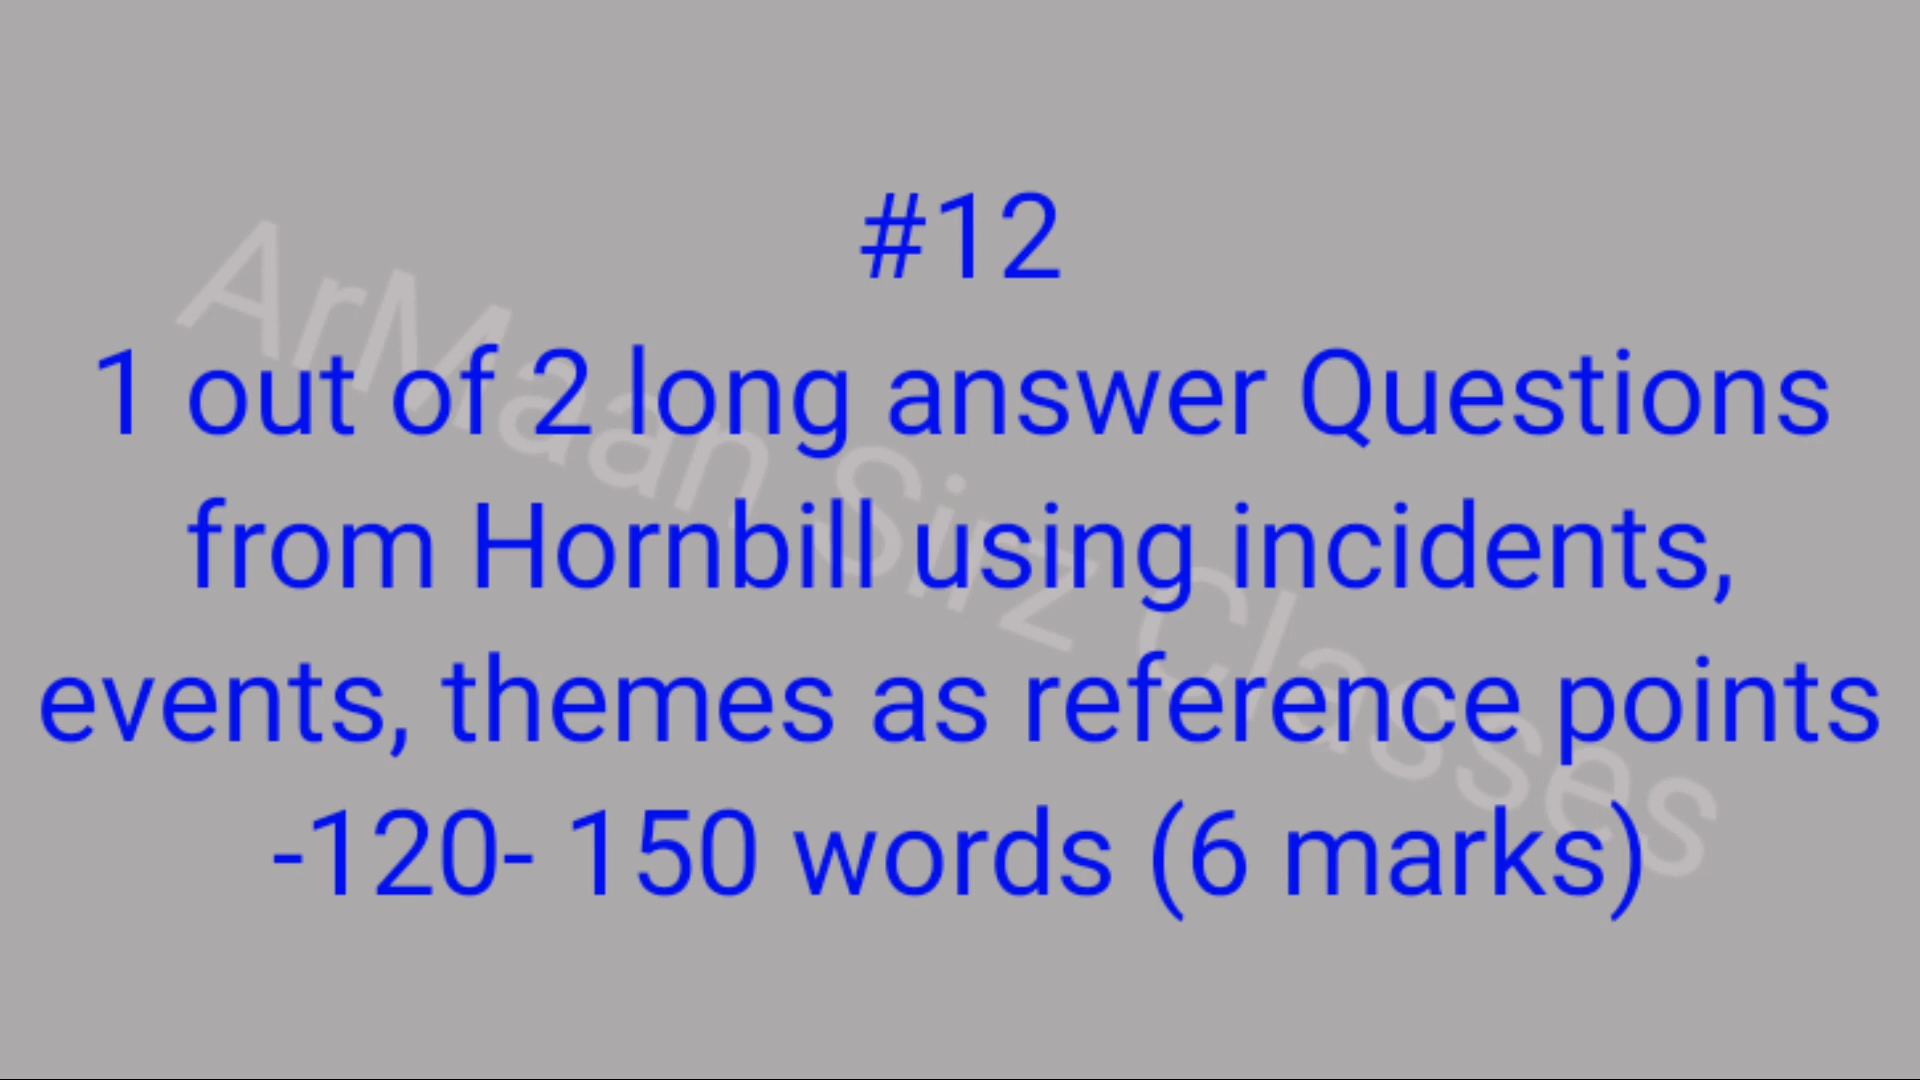 #12
1 out of 2 long answer Questions
from Hornbill using incidents,
events, themes as reference points
-120- 150 words (6 marks)
ArMaan Sirz Classes